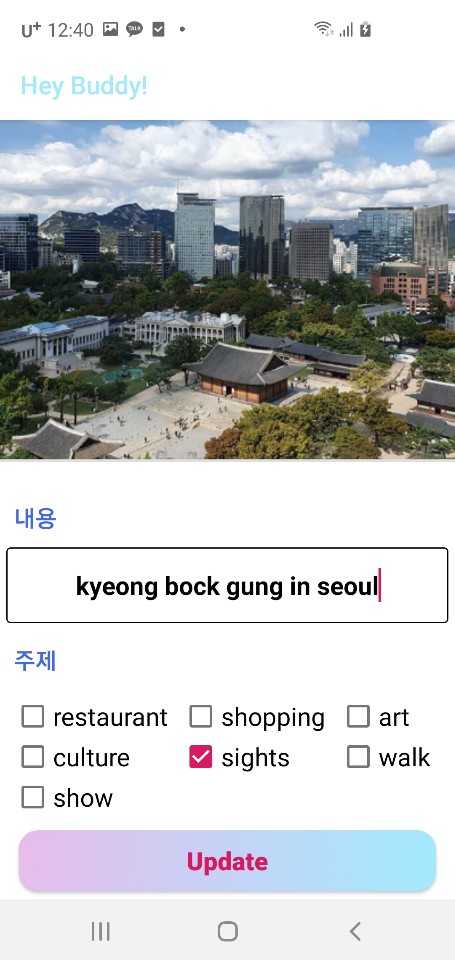 U+ 12:40
Hey Buddy!
내용
kyeong bock gung in seoul
주제
restaurant shopping art
culture sights walk
show
Update